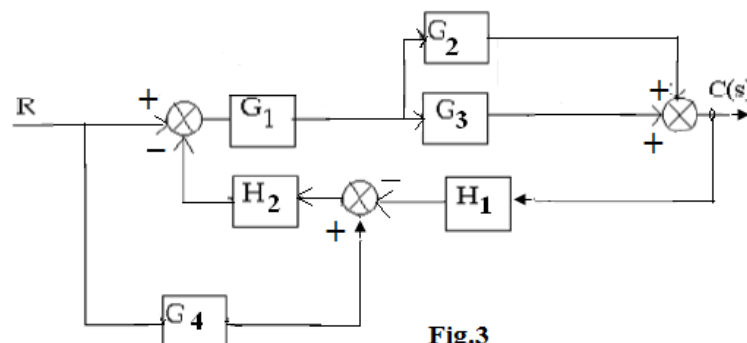 G2
R
+
G1
G3
+
C(s)
−
+
H2
−
H1
+
G4
Fig.3